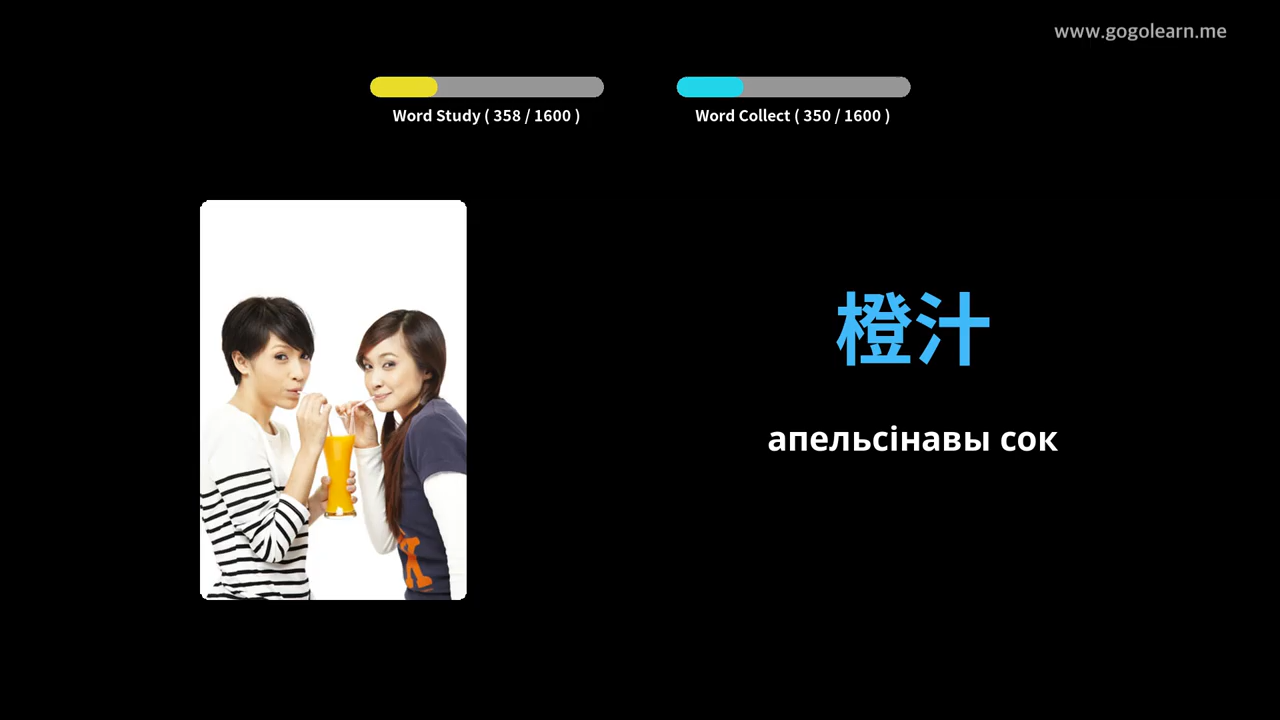 www.gogolearn.me
Word Study ( 358 / 1600 )
Word Collect ( 350 / 1600 )
橙汁
апельсінавы сок